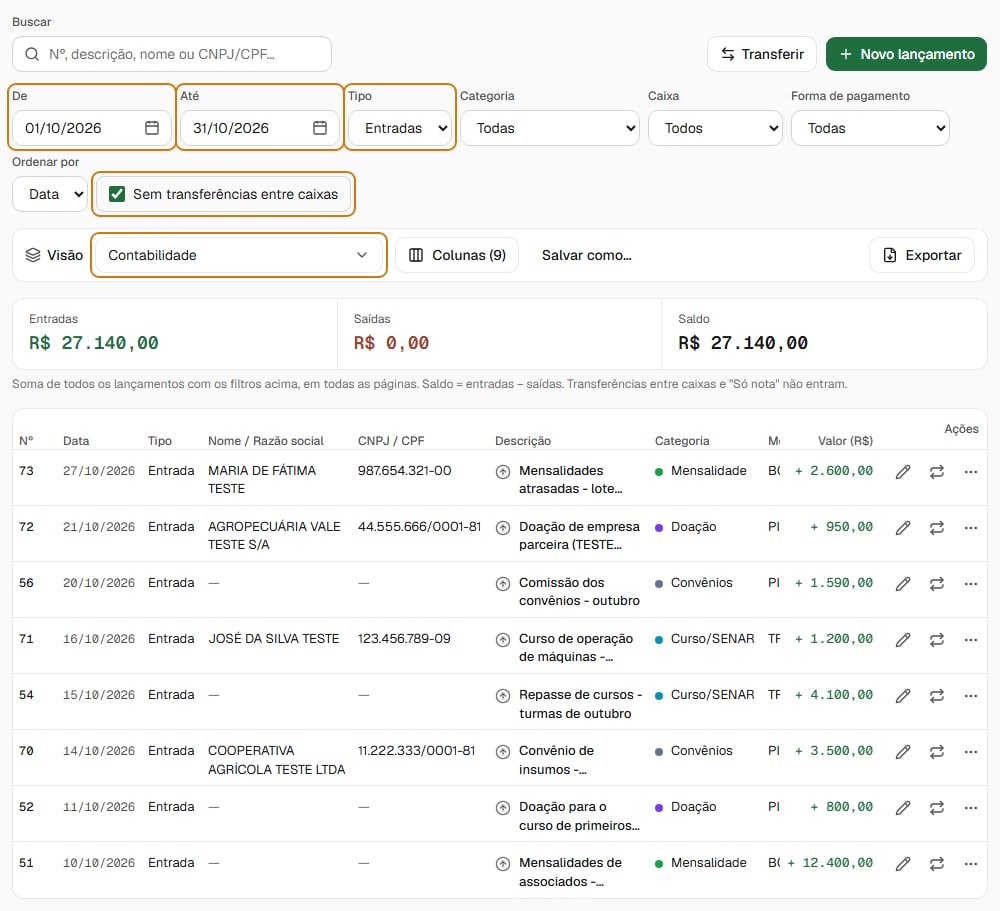 Buscar
Nº, descrição, nome ou CNPJ/CPF...
Transferir
+ Novo lançamento
De
Até
Tipo
Categoria
Caixa
Forma de pagamento
01/10/2026
31/10/2026
Entradas
Todas
Todos
Todas
Ordenar por
Data
Sem transferências entre caixas
Visão
Contabilidade
Colunas (9)
Salvar como...
Exportar
Entradas
Saídas
Saldo
R$ 27.140,00
R$ 0,00
R$ 27.140,00
Soma de todos os lançamentos com os filtros acima, em todas as páginas. Saldo = entradas – saídas. Transferências entre caixas e "Só nota" não entram.
Nº Data Tipo Nome / Razão social CNPJ / CPF Descrição Categoria Valor (R$) Ações
73 27/10/2026 Entrada MARIA DE FÁTIMA 987.654.321-00 Mensalidades Mensalidade + 2.600,00
TESTE atrasadas - lote...
72 21/10/2026 Entrada AGROPECUÁRIA VALE 44.555.666/0001-81 Doação de empresa Doação PI + 950,00
TESTE S/A parceira (TESTE...
56 20/10/2026 Entrada — — Comissão dos Convênios PI + 1.590,00
convênios - outubro
71 16/10/2026 Entrada JOSÉ DA SILVA TESTE 123.456.789-09 Curso de operação Curso/SENAR + 1.200,00
de máquinas -...
54 15/10/2026 Entrada — — Repasse de cursos - Curso/SENAR + 4.100,00
turmas de outubro
70 14/10/2026 Entrada COOPERATIVA 11.222.333/0001-81 Convênio de Convênios PI + 3.500,00
AGRÍCOLA TESTE LTDA insumos -...
52 11/10/2026 Entrada — — Doação para o Doação PI + 800,00
curso de primeiros...
51 10/10/2026 Entrada — — Mensalidades de Mensalidade + 12.400,00
associados -...